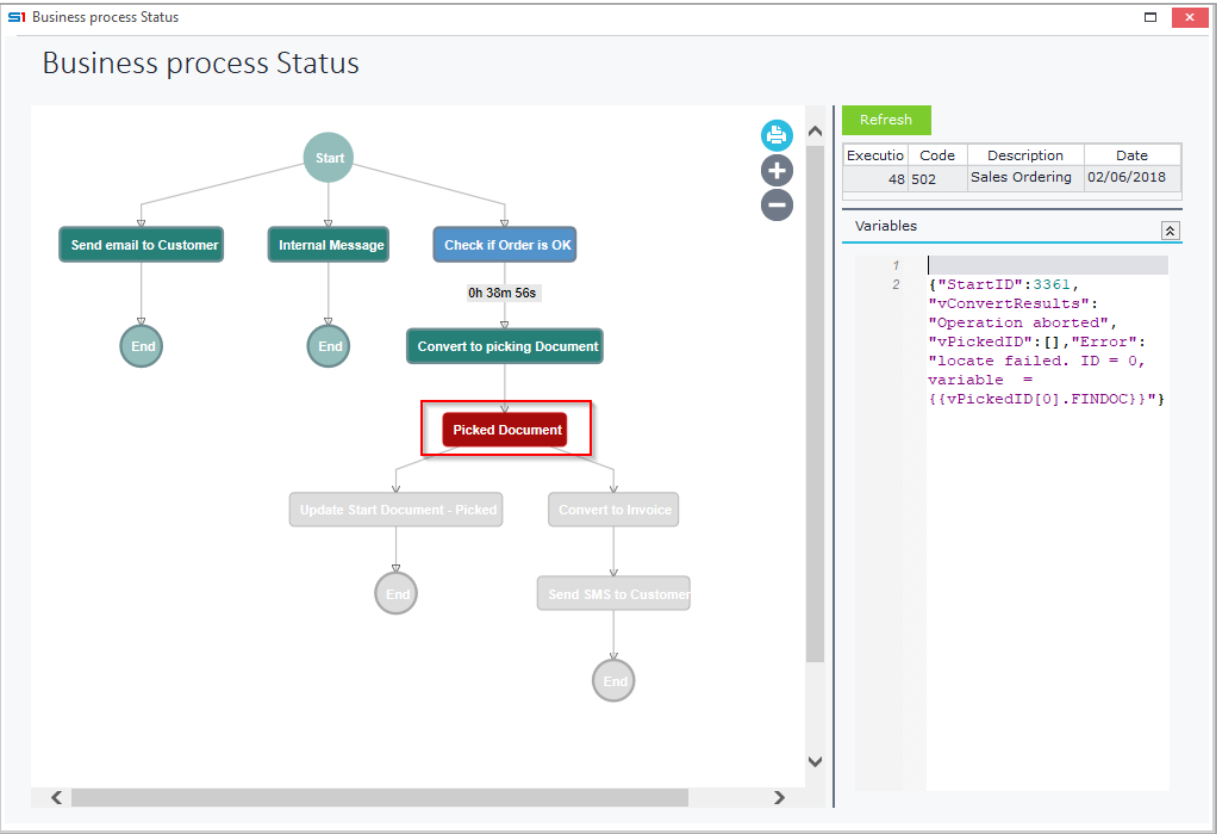 S1 Business process Status
Business process Status
Start
Send email to Customer
Internal Message
Check if Order is OK
0h 38m 56s
End
End
Convert to picking Document
Picked Document
Update Start Document - Picked
Convert to Invoice
End
Send SMS to Customer
End
Refresh
Executio Code Description Date
48 502 Sales Ordering 02/06/2018
Variables
1
2 {"StartID":3361,
"vConvertResults":
"Operation aborted",
"vPickedID":[],"Error":
"locate failed. ID = 0,
variable =
{{vPickedID[0].FINDOC}}"}